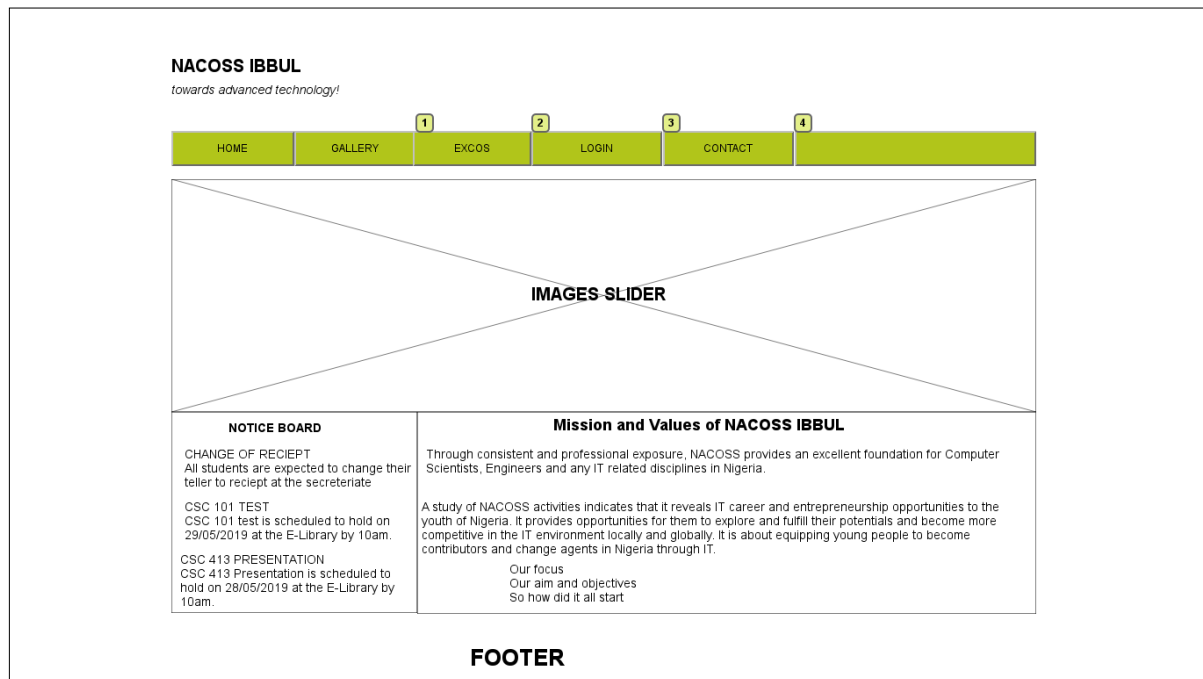 NACOSS IBBUL
towards advanced technology!
1 2 3 4
HOME GALLERY EXCOS LOGIN CONTACT
IMAGES SLIDER
NOTICE BOARD
CHANGE OF RECIEPT
All students are expected to change their
teller to reciept at the secreteriate
CSC 101 TEST
CSC 101 test is scheduled to hold on
29/05/2019 at the E-Library by 10am.
CSC 413 PRESENTATION
CSC 413 Presentation is scheduled to
hold on 28/05/2019 at the E-Library by
10am.
Mission and Values of NACOSS IBBUL
Through consistent and professional exposure, NACOSS provides an excellent foundation for Computer
Scientists, Engineers and any IT related disciplines in Nigeria.
A study of NACOSS activities indicates that it reveals IT career and entrepreneurship opportunities to the
youth of Nigeria. It provides opportunities for them to explore and fulfill their potentials and become more
competitive in the IT environment locally and globally. It is about equipping young people to become
contributors and change agents in Nigeria through IT.
Our focus
Our aim and objectives
So how did it all start
FOOTER